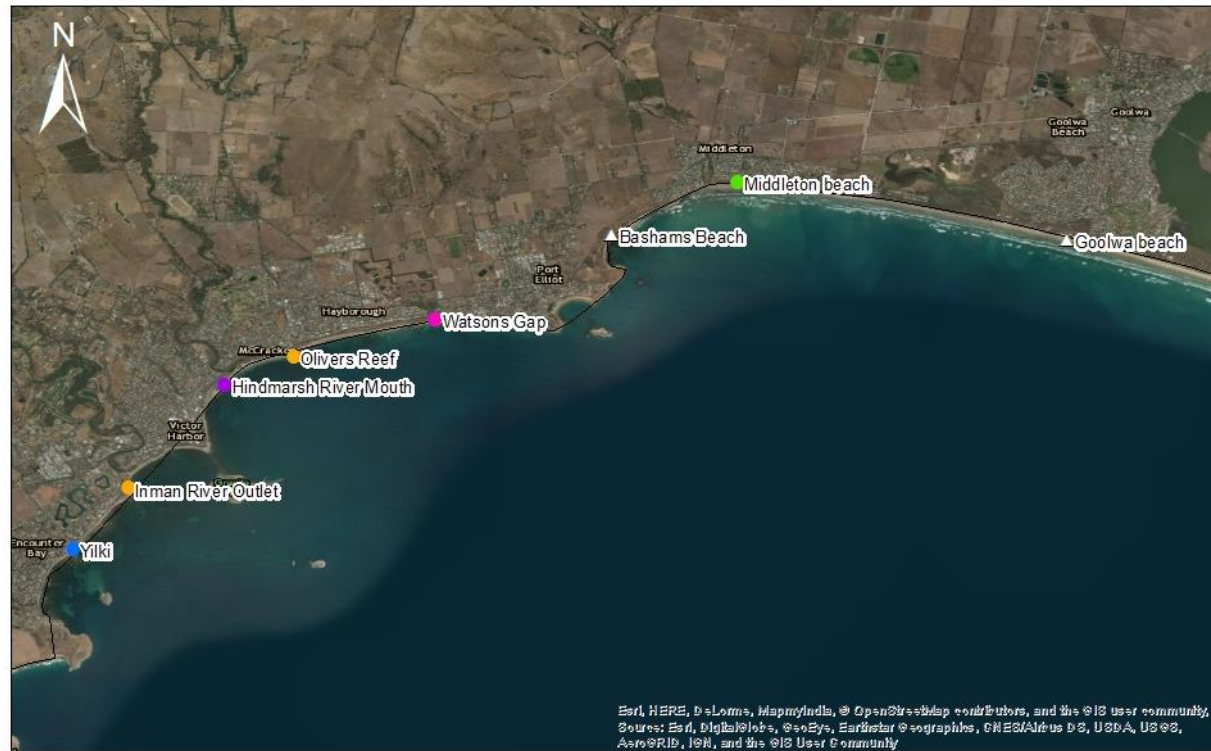 N
Goolwa
Goolwa
Beach
Middleton
Middleton beach
Bashams Beach
Goolwa beach
Port
Elliot
Hayborough
Watsons Gap
McCracke
Olivers Reef
Hindmarsh River Mouth
Victor
Harbor
Inman River Outlet
Encounter
Bay
Yilki
Esri, HERE, DeLorme, MapmyIndia, © OpenStreetMap contributors, and the GIS user community,
Source: Esri, DigitalGlobe, GeoEye, Earthstar Geographics, CNES/Airbus DS, USDA, USGS,
AeroGRID, IGN, and the GIS User Community